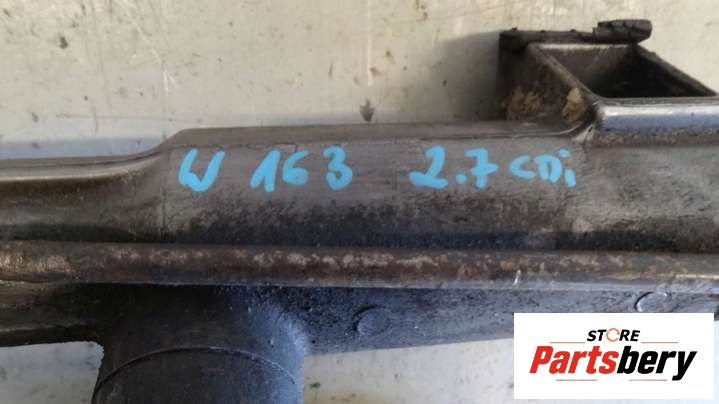 W 163 2.7 CDi
STORE
Partsbery